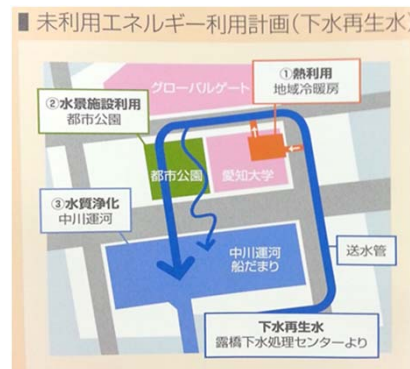 ■ 未利用エネルギー利用計画(下水再生水)
グローバルゲート
①熱利用
地域冷暖房
②水景施設利用
都市公園
都市公園
愛知大学
③水質浄化
中川運河
中川運河
船だまり
送水管
下水再生水
露橋下水処理センターより